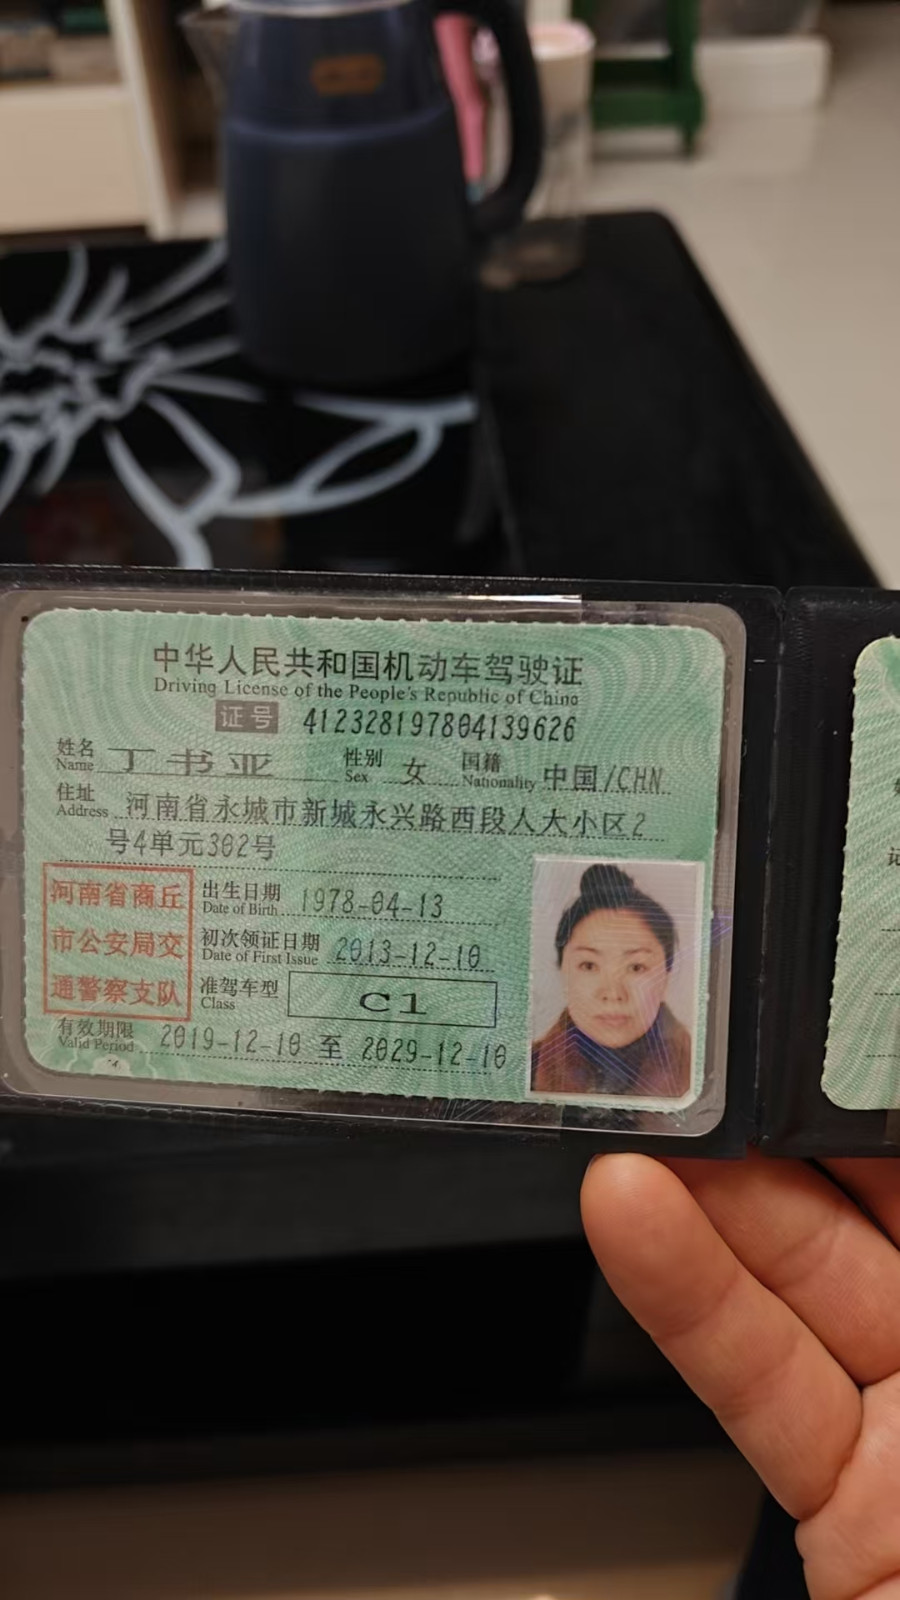 中华人民共和国机动车驾驶证
Driving License of the People's Republic of China
证号 412328197804139626
姓名 Name 丁书亚 性别 Sex 女 国籍 Nationality 中国/CHN
住址 Address 河南省永城市新城永兴路西段人大小区2
号4单元302号
河南省商丘
市公安局交
通警察支队
出生日期 Date of Birth 1978-04-13
初次领证日期 Date of First Issue 2013-12-10
准驾车型 Class C1
有效期限 Valid Period 2019-12-10 至 2029-12-10
记